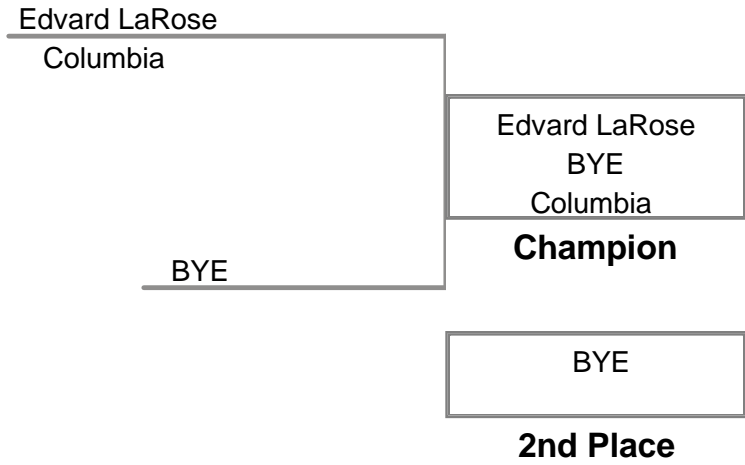 Edvard LaRose
Columbia
Edvard LaRose
BYE
Columbia
Champion
BYE
BYE
2nd Place